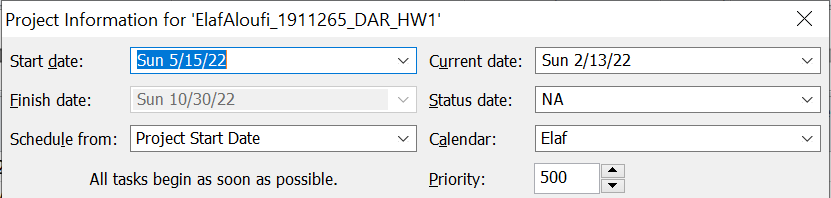 Project Information for 'ElafAloufi_1911265_DAR_HW1'
Start date: Sun 5/15/22 Current date: Sun 2/13/22
Finish date: Sun 10/30/22 Status date: NA
Schedule from: Project Start Date Calendar: Elaf
All tasks begin as soon as possible. Priority: 500